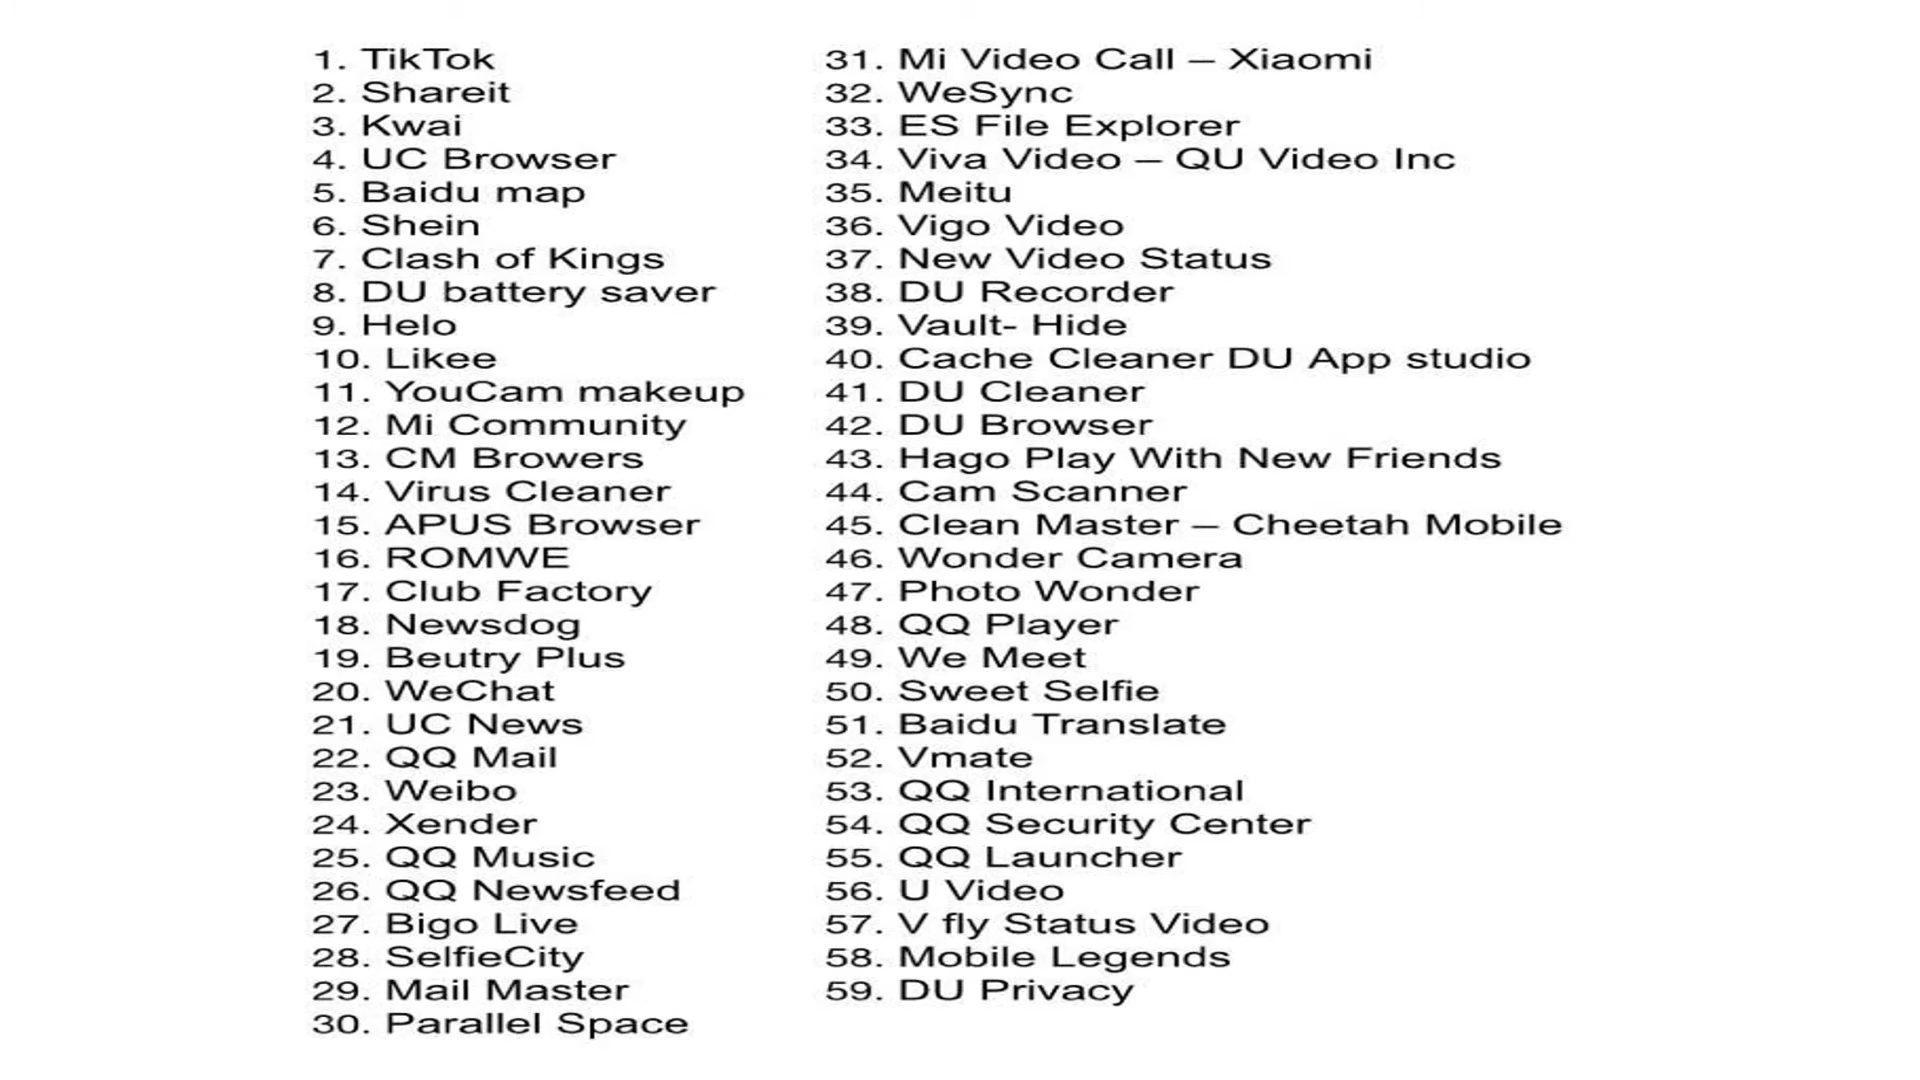 1. TikTok
2. Shareit
3. Kwai
4. UC Browser
5. Baidu map
6. Shein
7. Clash of Kings
8. DU battery saver
9. Helo
10. Likee
11. YouCam makeup
12. Mi Community
13. CM Browers
14. Virus Cleaner
15. APUS Browser
16. ROMWE
17. Club Factory
18. Newsdog
19. Beutry Plus
20. WeChat
21. UC News
22. QQ Mail
23. Weibo
24. Xender
25. QQ Music
26. QQ Newsfeed
27. Bigo Live
28. SelfieCity
29. Mail Master
30. Parallel Space
31. Mi Video Call – Xiaomi
32. WeSync
33. ES File Explorer
34. Viva Video – QU Video Inc
35. Meitu
36. Vigo Video
37. New Video Status
38. DU Recorder
39. Vault- Hide
40. Cache Cleaner DU App studio
41. DU Cleaner
42. DU Browser
43. Hago Play With New Friends
44. Cam Scanner
45. Clean Master – Cheetah Mobile
46. Wonder Camera
47. Photo Wonder
48. QQ Player
49. We Meet
50. Sweet Selfie
51. Baidu Translate
52. Vmate
53. QQ International
54. QQ Security Center
55. QQ Launcher
56. U Video
57. V fly Status Video
58. Mobile Legends
59. DU Privacy